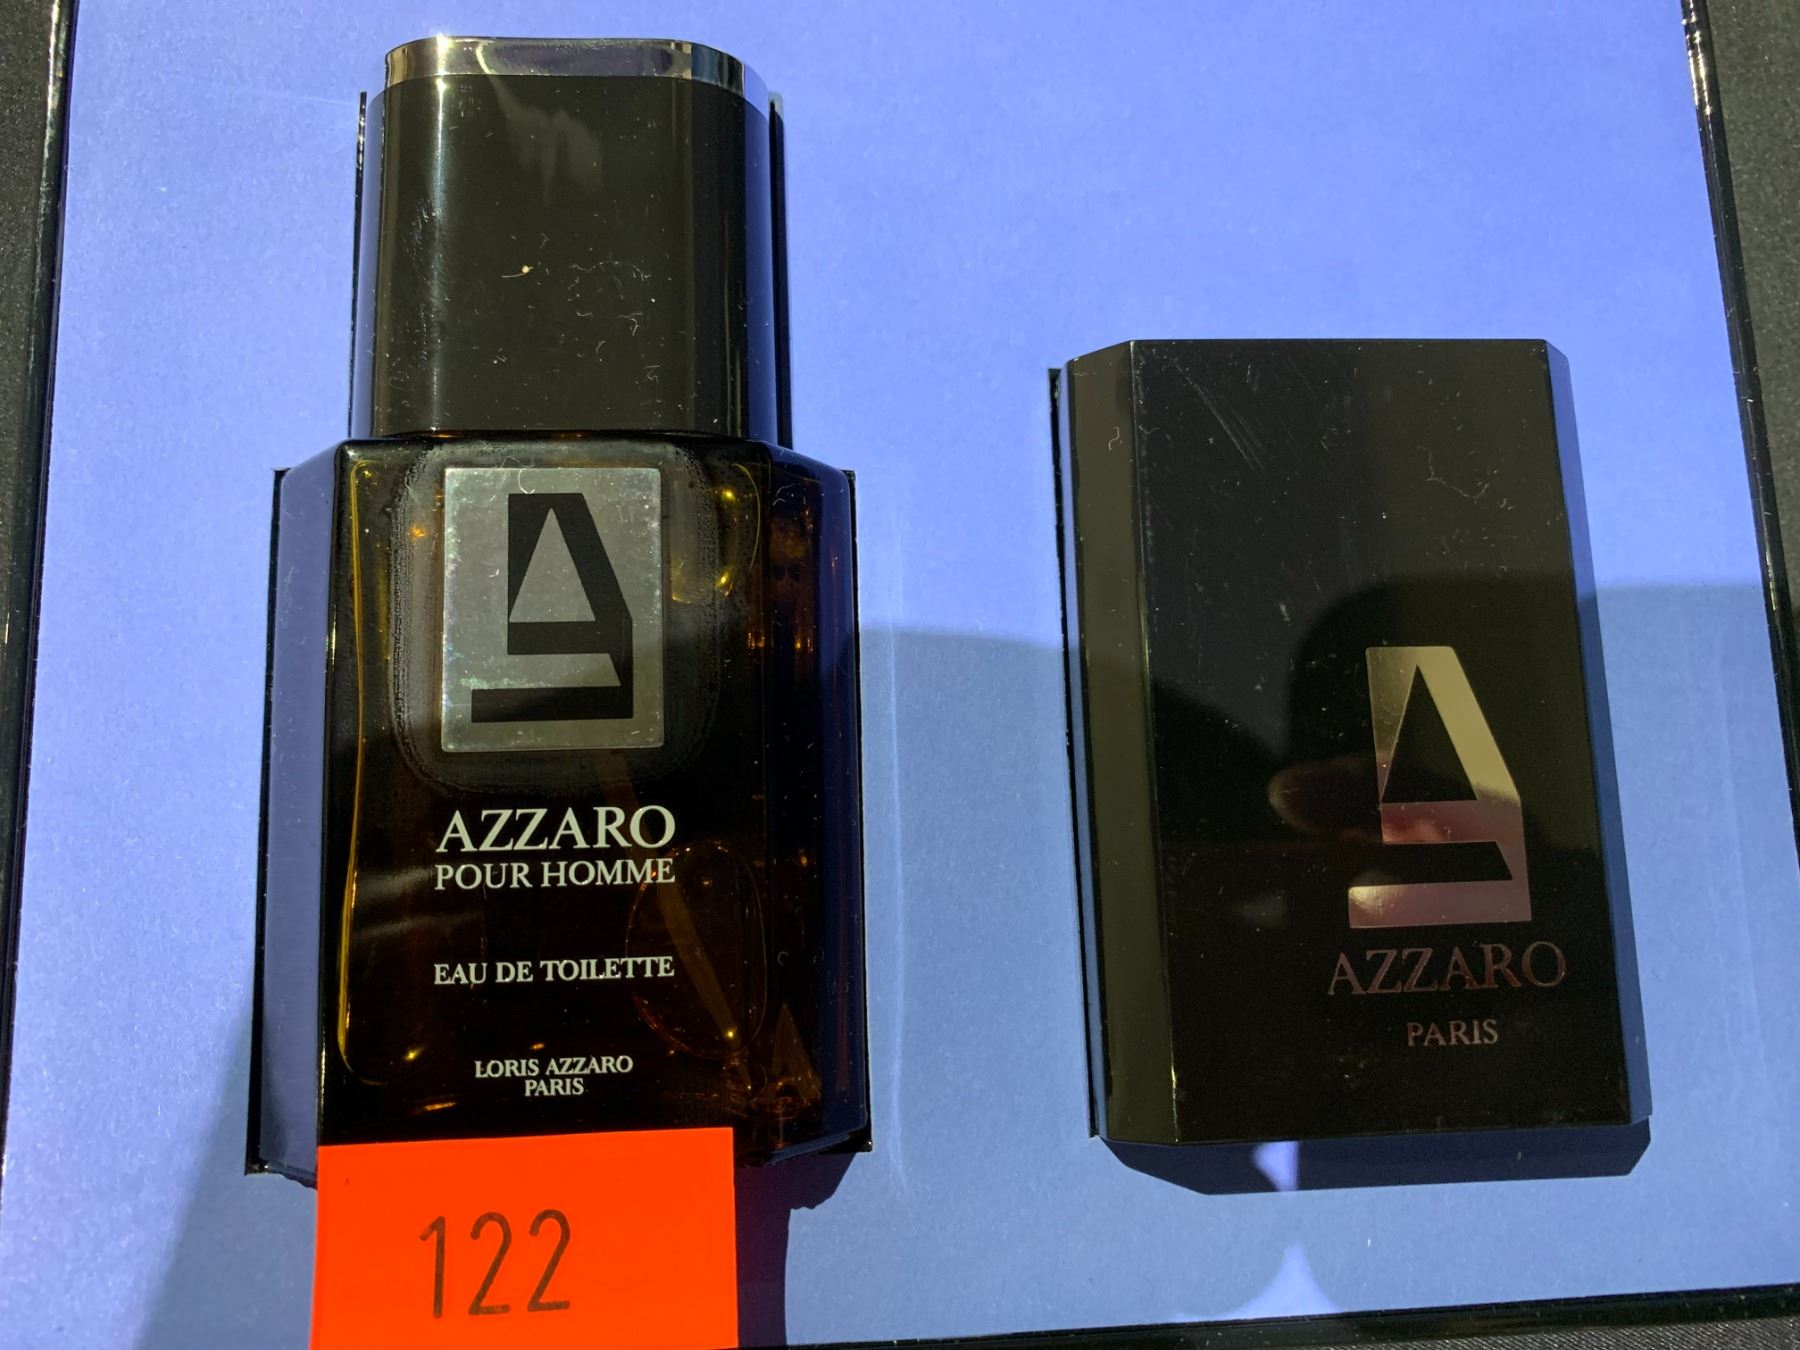 AZZARO
POUR HOMME
EAU DE TOILETTE
LORIS AZZARO
PARIS
122
AZZARO
PARIS